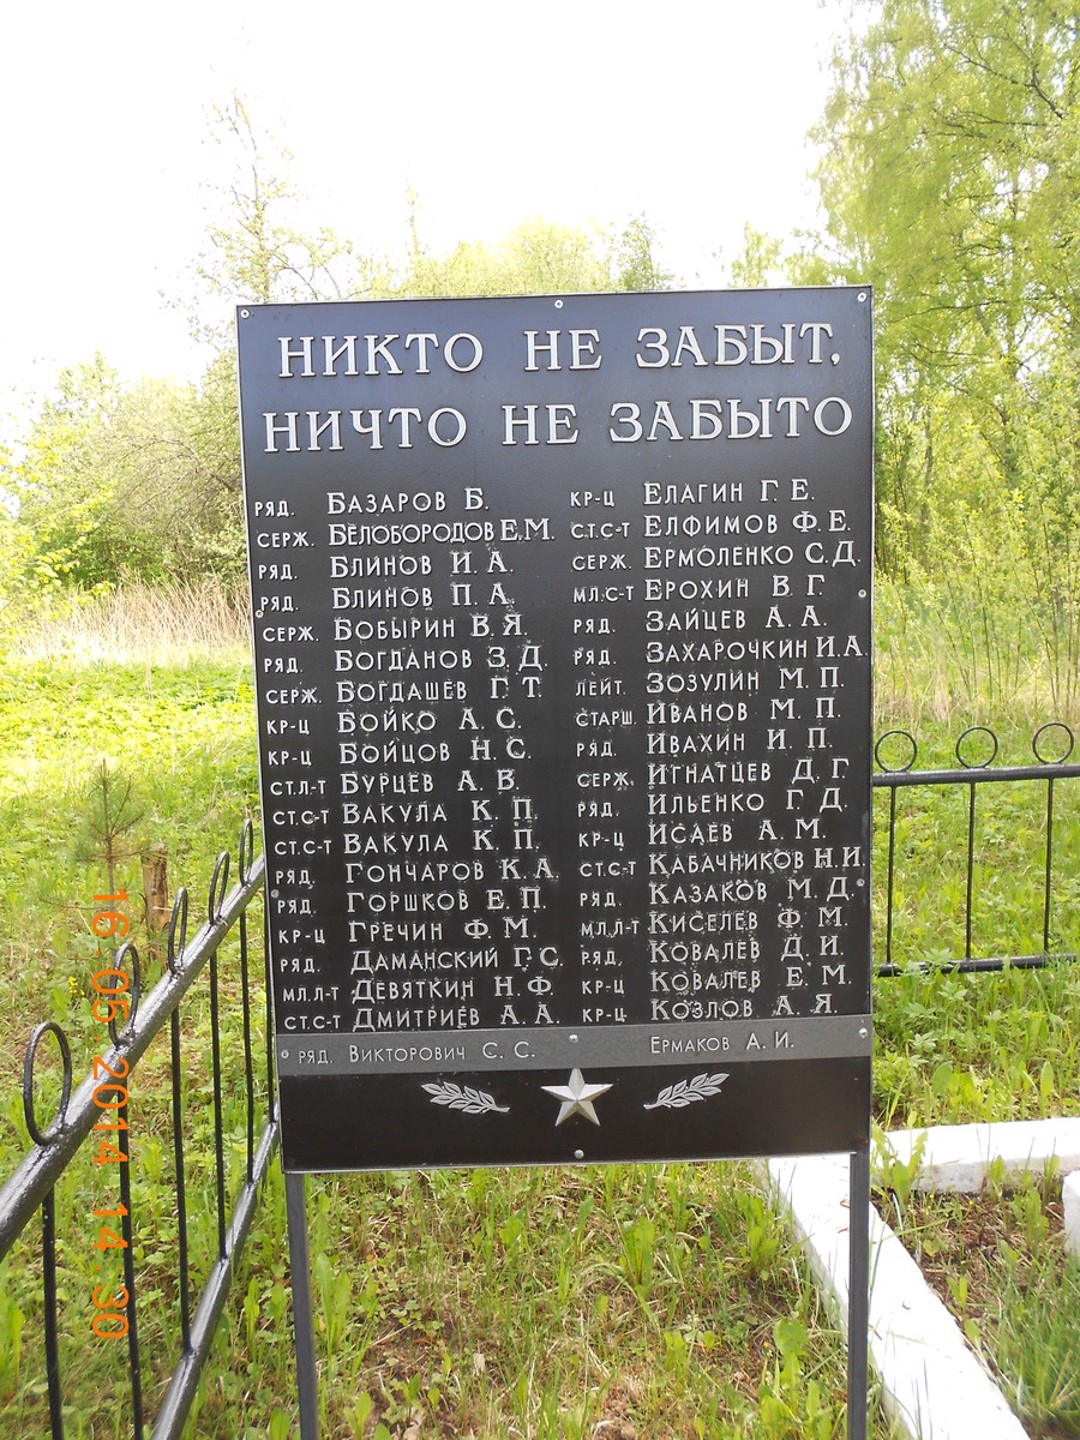 НИКТО НЕ ЗАБЫТ,
НИЧТО НЕ ЗАБЫТО
РЯД. БАЗАРОВ Б.
СЕРЖ. БЕЛОБОРОДОВ Е.М.
РЯД. БЛИНОВ И. А.
РЯД. БЛИНОВ П. А.
СЕРЖ. БОБЫРИН В.Я.
РЯД. БОГДАНОВ З. Д.
СЕРЖ. БОГДАШЕВ Г. Т.
КР-Ц БОЙКО А. С.
КР-Ц БОЙЦОВ Н. С.
СТ.Л-Т БУРЦЕВ А. В.
СТ.С-Т ВАКУЛА К. П.
СТ.С-Т ВАКУЛА К. П.
РЯД. ГОНЧАРОВ К. А.
РЯД. ГОРШКОВ Е. П.
КР-Ц ГРЕЧИН Ф. М.
РЯД. ДАМАНСКИЙ Г.С.
МЛ.Л-Т ДЕВЯТКИН Н. Ф.
СТ.С-Т ДМИТРИЕВ А. А.
РЯД. ВИКТОРОВИЧ С. С.
КР-Ц ЕЛАГИН Г. Е.
СТ.С-Т ЕЛФИМОВ Ф. Е.
СЕРЖ. ЕРМОЛЕНКО С.Д.
МЛ.С-Т ЕРОХИН В. Г.
РЯД. ЗАЙЦЕВ А. А.
РЯД. ЗАХАРОЧКИН И.А.
ЛЕЙТ. ЗОЗУЛИН М. П.
СТАРШ. ИВАНОВ М. П.
РЯД. ИВАХИН И. П.
СЕРЖ. ИГНАТЦЕВ Д. Г.
РЯД. ИЛЬЕНКО Г. Д.
КР-Ц ИСАЕВ А. М.
СТ.С-Т КАБАЧНИКОВ Н.И.
РЯД. КАЗАКОВ М. Д.
МЛ.Л-Т КИСЕЛЕВ Ф. М.
РЯД. КОВАЛЕВ Д. И.
КР-Ц КОВАЛЕВ Е. М.
КР-Ц КОЗЛОВ А. Я.
ЕРМАКОВ А. И.
16.05.2014 14:30